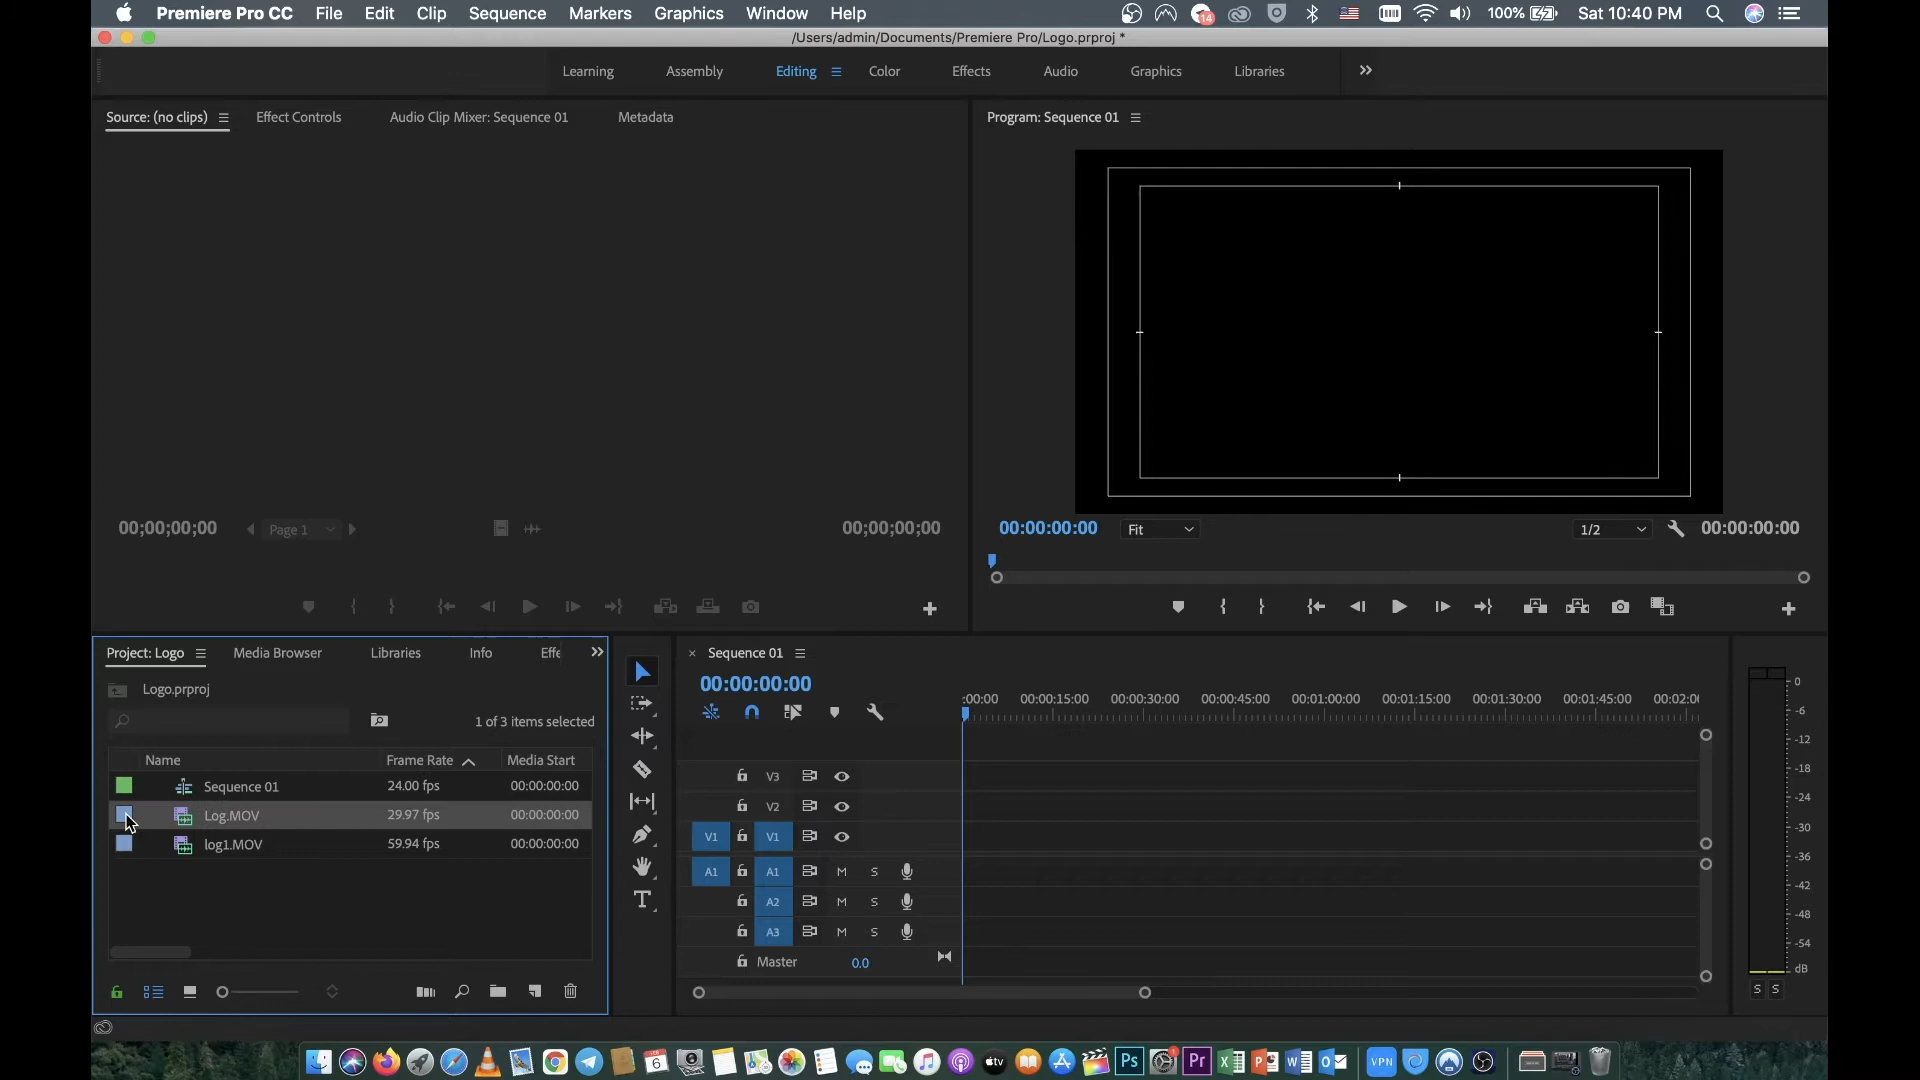 Premiere Pro CC File Edit Clip Sequence Markers Graphics Window Help 14 100% Sat 10:40 PM
/Users/admin/Documents/Premiere Pro/Logo.prproj *
Learning Assembly Editing Color Effects Audio Graphics Libraries
Source: (no clips) Effect Controls Audio Clip Mixer: Sequence 01 Metadata
Program: Sequence 01
00;00;00;00 Page 1 00;00;00;00
00:00:00:00 Fit 1/2 00:00:00:00
Project: Logo Media Browser Libraries Info Effe
Logo.prproj
1 of 3 items selected
Name Frame Rate Media Start
Sequence 01 24.00 fps 00:00:00:00
Log.MOV 29.97 fps 00:00:00:00
log1.MOV 59.94 fps 00:00:00:00
T
× Sequence 01
00:00:00:00
:00:00 00:00:15:00 00:00:30:00 00:00:45:00 00:01:00:00 00:01:15:00 00:01:30:00 00:01:45:00 00:02:0
V3
V2
V1 V1
A1 A1 M S
A2 M S
A3 M S
Master 0.0
0
-6
-12
-18
-24
-30
-36
-42
-48
-54
dB
S S
6 tv Ps 1 Pr VPN